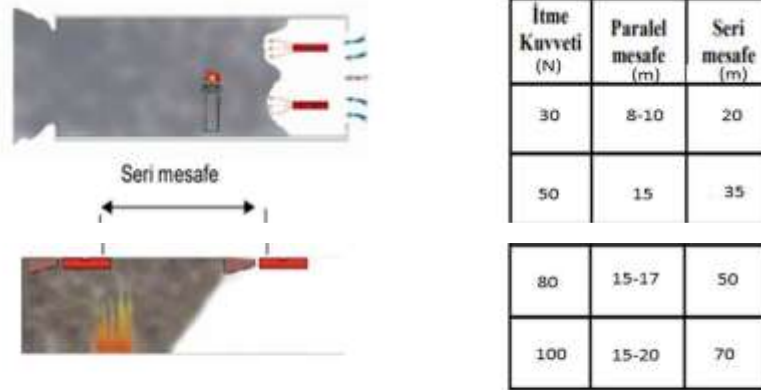 Seri mesafe
İtme Kuvveti (N) Paralel mesafe (m) Seri mesafe (m)
30 8-10 20
50 15 35
80 15-17 50
100 15-20 70